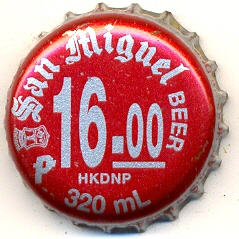 San Miguel
BEER
P 16.00
HKDNP
320 mL